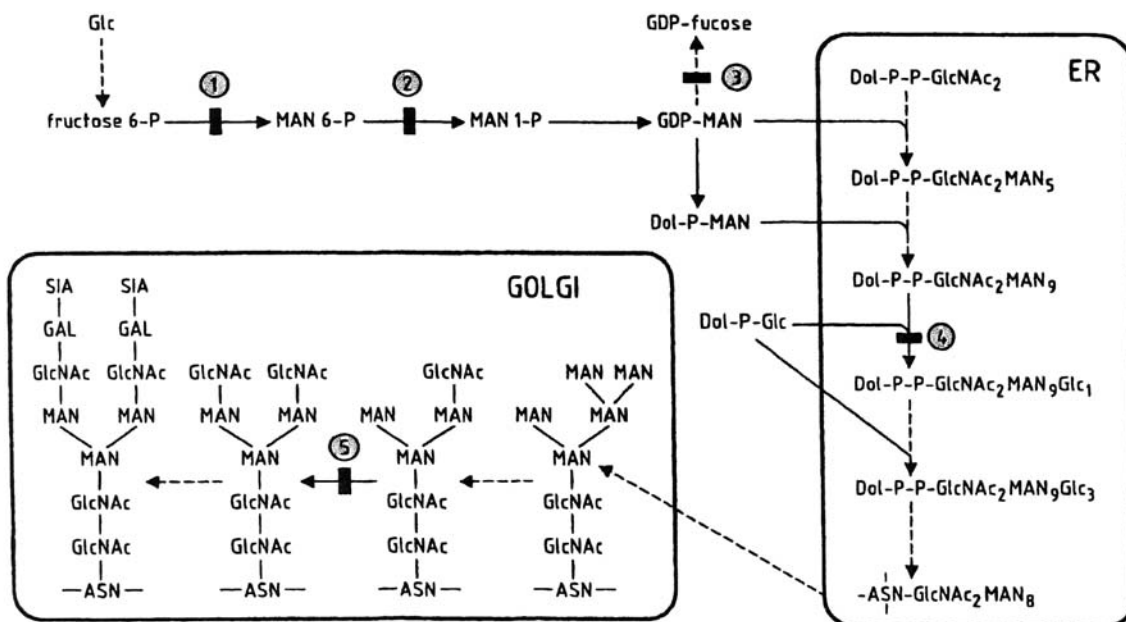 Glc
GDP-fucose
ER
1
2
3
Dol-P-P-GlcNAc2
fructose 6-P
MAN 6-P
MAN 1-P
GDP-MAN
Dol-P-P-GlcNAc2MAN5
Dol-P-MAN
Dol-P-P-GlcNAc2MAN9
Dol-P-Glc
4
Dol-P-P-GlcNAc2MAN9Glc1
Dol-P-P-GlcNAc2MAN9Glc3
-ASN-GlcNAc2MAN8
GOLGI
SIA SIA
GAL GAL
GlcNAc GlcNAc GlcNAc GlcNAc GlcNAc MAN MAN
MAN MAN MAN MAN MAN MAN MAN MAN
MAN MAN 5 MAN MAN
GlcNAc GlcNAc GlcNAc GlcNAc
GlcNAc GlcNAc GlcNAc GlcNAc
—ASN— —ASN— —ASN— —ASN—